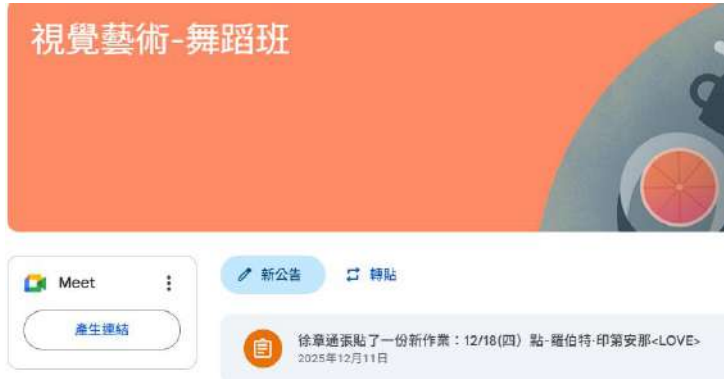 視覺藝術-舞蹈班
Meet
產生連結
新公告
轉貼
徐章通張貼了一份新作業：12/18(四）點-羅伯特·印第安那<LOVE>
2025年12月11日